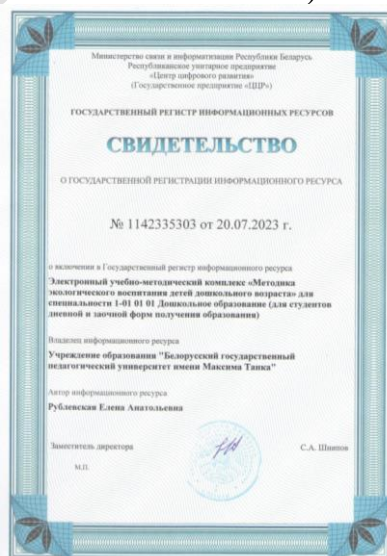 Министерство связи и информатизации Республики Беларусь
Республиканское унитарное предприятие
«Центр цифрового развития»
(Государственное предприятие «ЦЦР»)
ГОСУДАРСТВЕННЫЙ РЕГИСТР ИНФОРМАЦИОННЫХ РЕСУРСОВ
СВИДЕТЕЛЬСТВО
О ГОСУДАРСТВЕННОЙ РЕГИСТРАЦИИ ИНФОРМАЦИОННОГО РЕСУРСА
№ 1142335303 от 20.07.2023 г.
о включении в Государственный регистр информационного ресурса
Электронный учебно-методический комплекс «Методика
экологического воспитания детей дошкольного возраста» для
специальности 1-01 01 01 Дошкольное образование (для студентов
дневной и заочной форм получения образования)
Владелец информационного ресурса
Учреждение образования "Белорусский государственный
педагогический университет имени Максима Танка"
Автор информационного ресурса
Рублевская Елена Анатольевна
Заместитель директора С.А.
М.П.